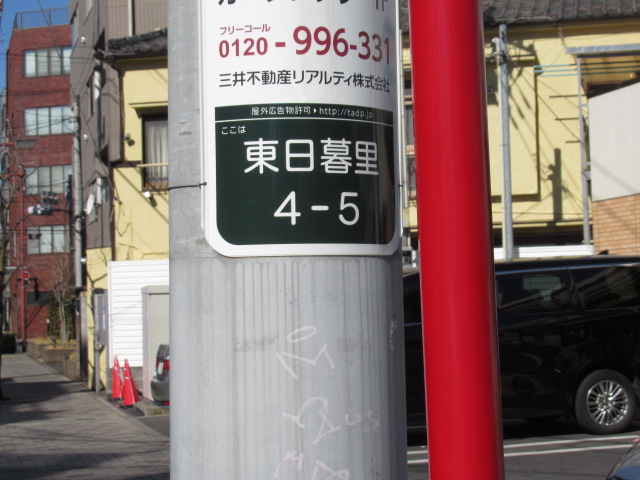 フリーコール
0120-996-331
三井不動産リアルティ株式会社
屋外広告物許可▶http://tadp.jp/
ここは
東日暮里
4-5